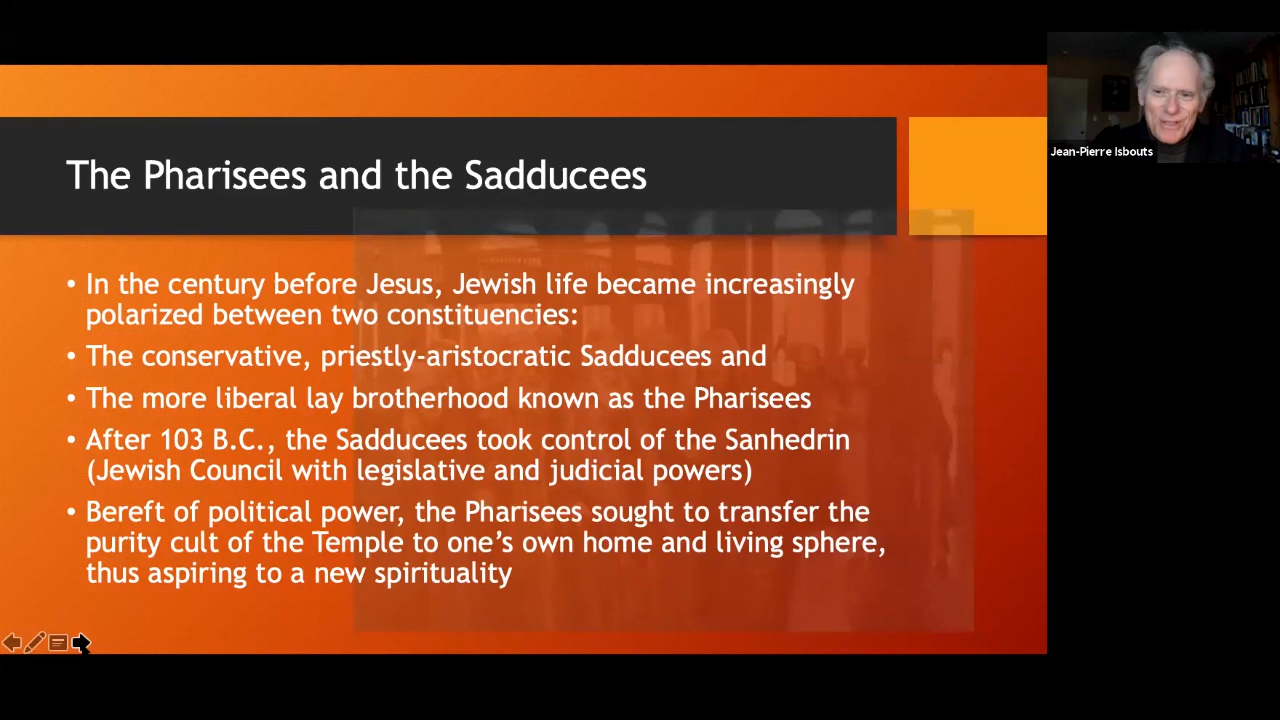 The Pharisees and the Sadducees
• In the century before Jesus, Jewish life became increasingly
polarized between two constituencies:
• The conservative, priestly-aristocratic Sadducees and
• The more liberal lay brotherhood known as the Pharisees
• After 103 B.C., the Sadducees took control of the Sanhedrin
(Jewish Council with legislative and judicial powers)
• Bereft of political power, the Pharisees sought to transfer the
purity cult of the Temple to one's own home and living sphere,
thus aspiring to a new spirituality
Jean-Pierre Isbouts